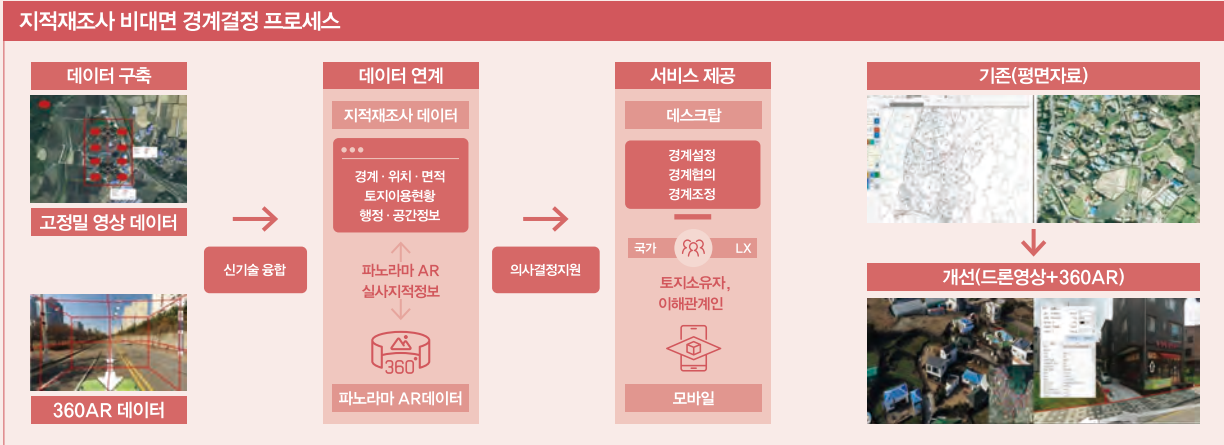 지적재조사 비대면 경계결정 프로세스
데이터 구축
고정밀 영상 데이터
360AR 데이터
신기술 융합
데이터 연계
지적재조사 데이터
경계 · 위치 · 면적
토지이용현황
행정 · 공간정보
파노라마 AR
실사지적정보
360°
파노라마 AR데이터
의사결정지원
서비스 제공
데스크탑
경계설정
경계협의
경계조정
국가
LX
토지소유자,
이해관계인
모바일
기존(평면자료)
개선(드론영상+360AR)